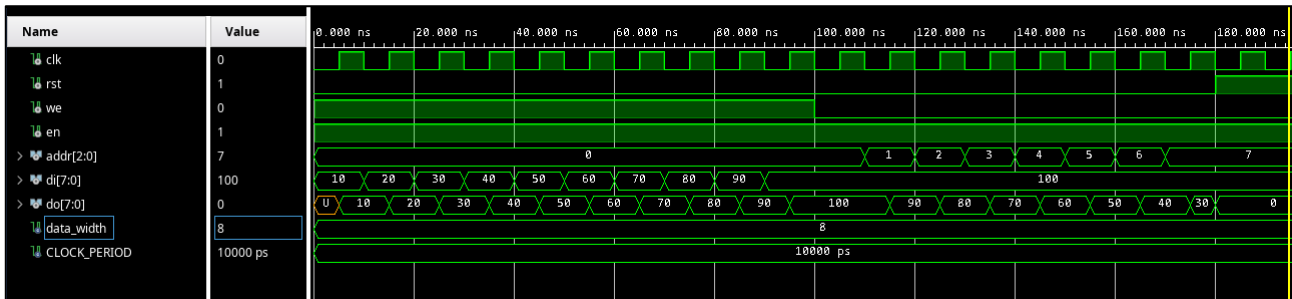 Name Value 0.000 ns 20.000 ns 40.000 ns 60.000 ns 80.000 ns 100.000 ns 120.000 ns 140.000 ns 160.000 ns 180.000 ns
clk 0
rst 1
we 0
en 1
addr[2:0] 7 0 1 2 3 4 5 6 7
di[7:0] 100 10 20 30 40 50 60 70 80 90 100
do[7:0] 0 U 10 20 30 40 50 60 70 80 90 100 90 80 70 60 50 40 30 0
data_width 8 8
CLOCK_PERIOD 10000 ps 10000 ps